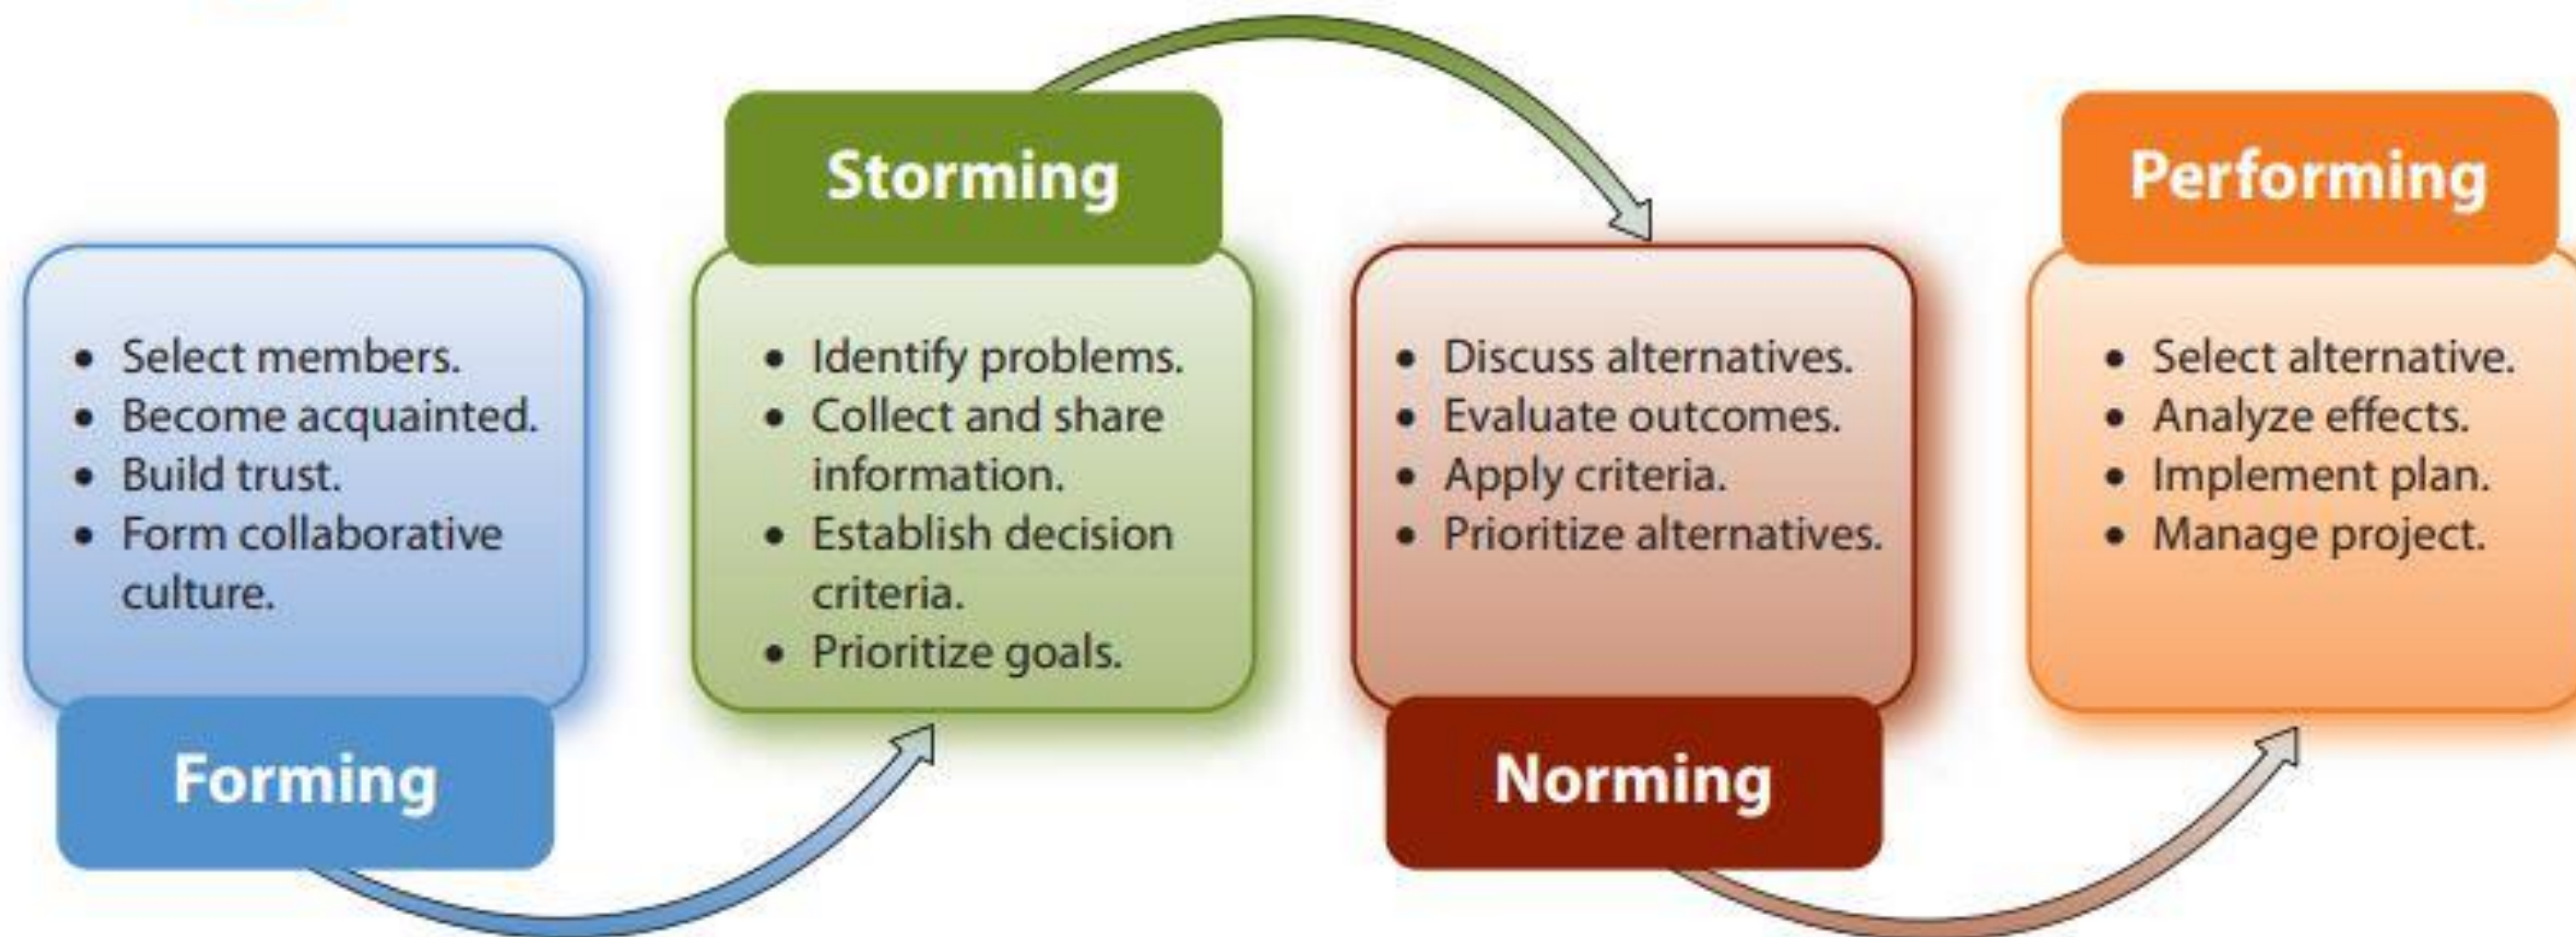 • Select members.
• Become acquainted.
• Build trust.
• Form collaborative
culture.
Forming
Storming
• Identify problems.
• Collect and share
information.
• Establish decision
criteria.
• Prioritize goals.
• Discuss alternatives.
• Evaluate outcomes.
• Apply criteria.
• Prioritize alternatives.
Norming
Performing
• Select alternative.
• Analyze effects.
• Implement plan.
• Manage project.